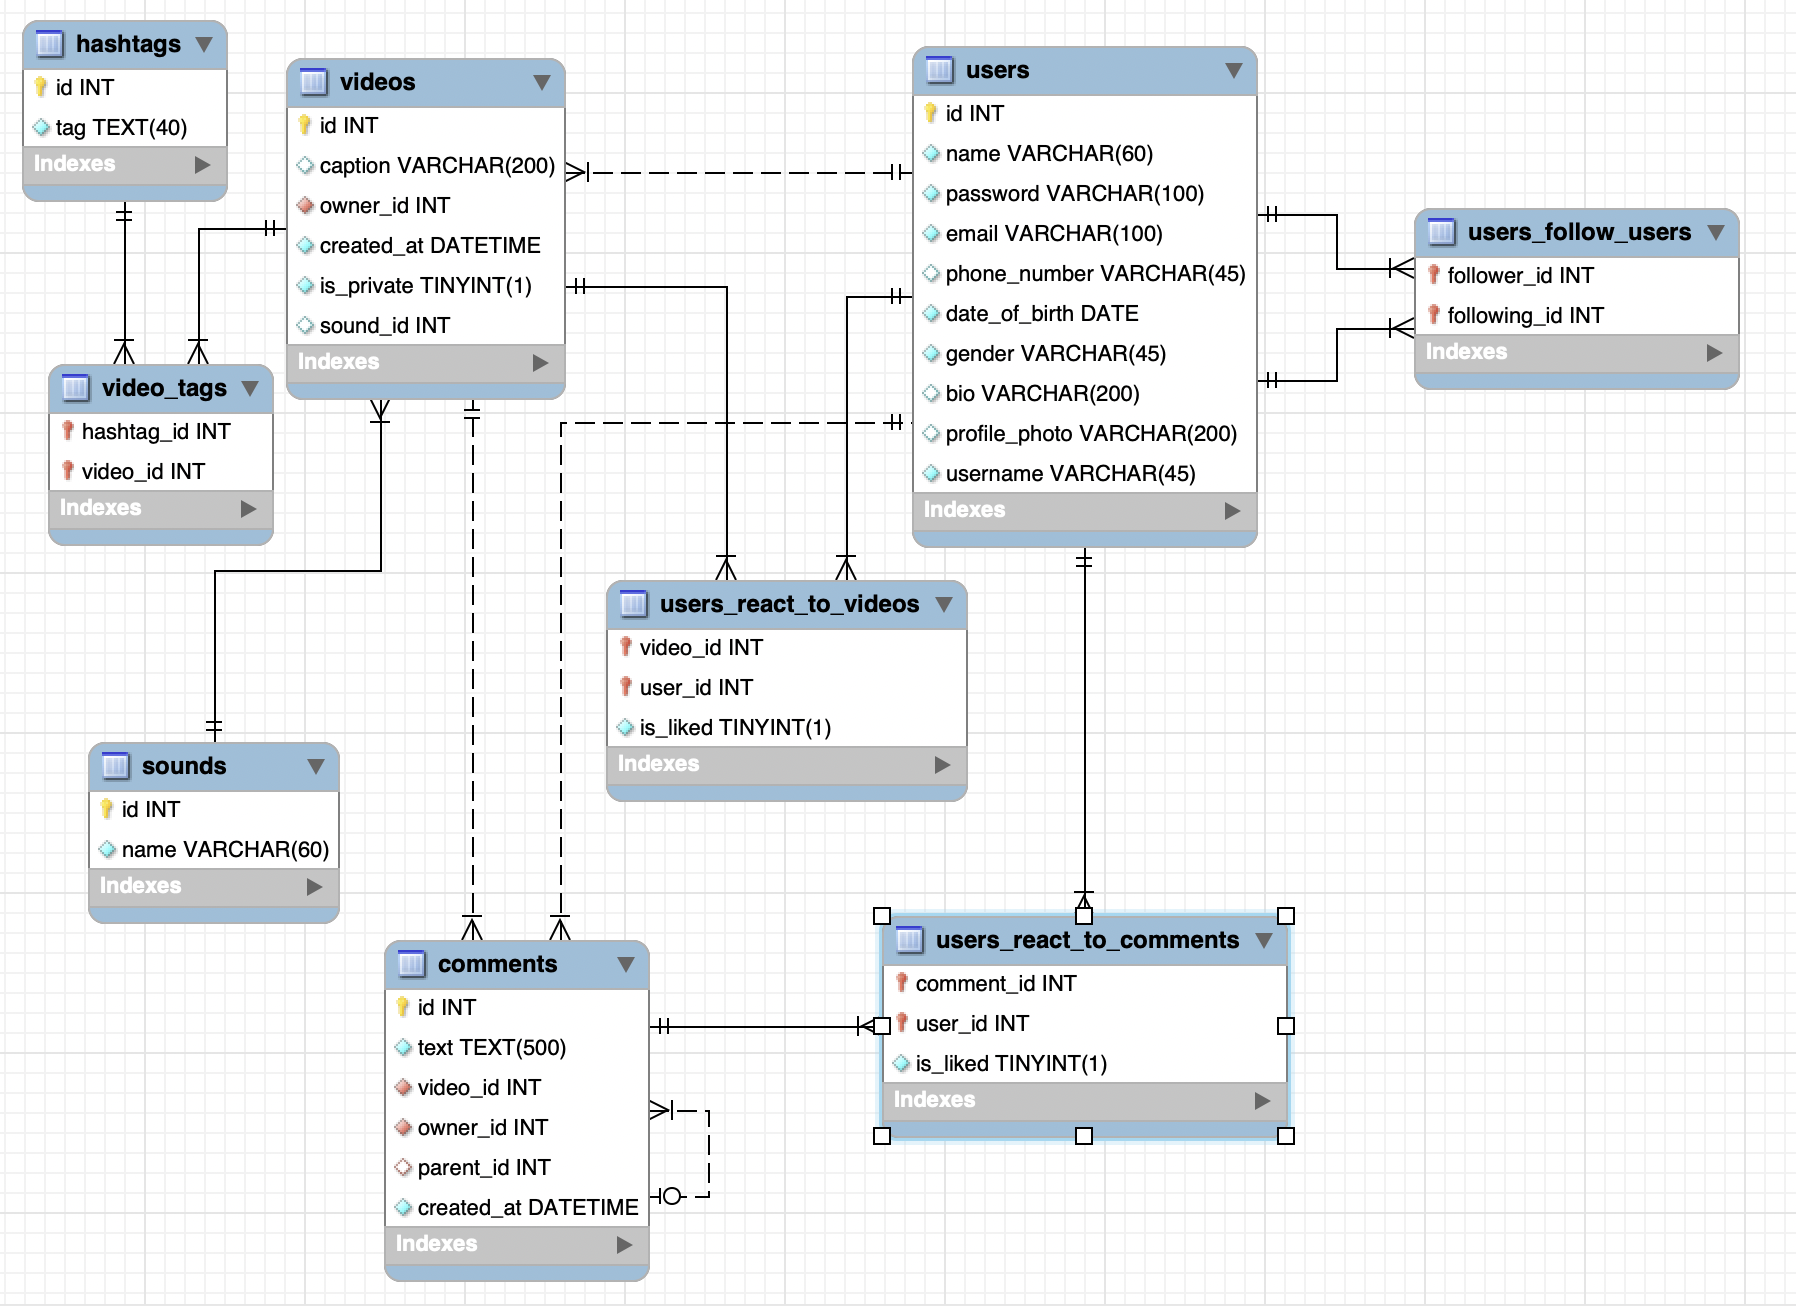 hashtags
id INT
tag TEXT(40)
Indexes
videos
id INT
caption VARCHAR(200)
owner_id INT
created_at DATETIME
is_private TINYINT(1)
sound_id INT
Indexes
users
id INT
name VARCHAR(60)
password VARCHAR(100)
email VARCHAR(100)
phone_number VARCHAR(45)
date_of_birth DATE
gender VARCHAR(45)
bio VARCHAR(200)
profile_photo VARCHAR(200)
username VARCHAR(45)
Indexes
users_follow_users
follower_id INT
following_id INT
Indexes
video_tags
hashtag_id INT
video_id INT
Indexes
users_react_to_videos
video_id INT
user_id INT
is_liked TINYINT(1)
Indexes
sounds
id INT
name VARCHAR(60)
Indexes
comments
id INT
text TEXT(500)
video_id INT
owner_id INT
parent_id INT
created_at DATETIME
Indexes
users_react_to_comments
comment_id INT
user_id INT
is_liked TINYINT(1)
Indexes